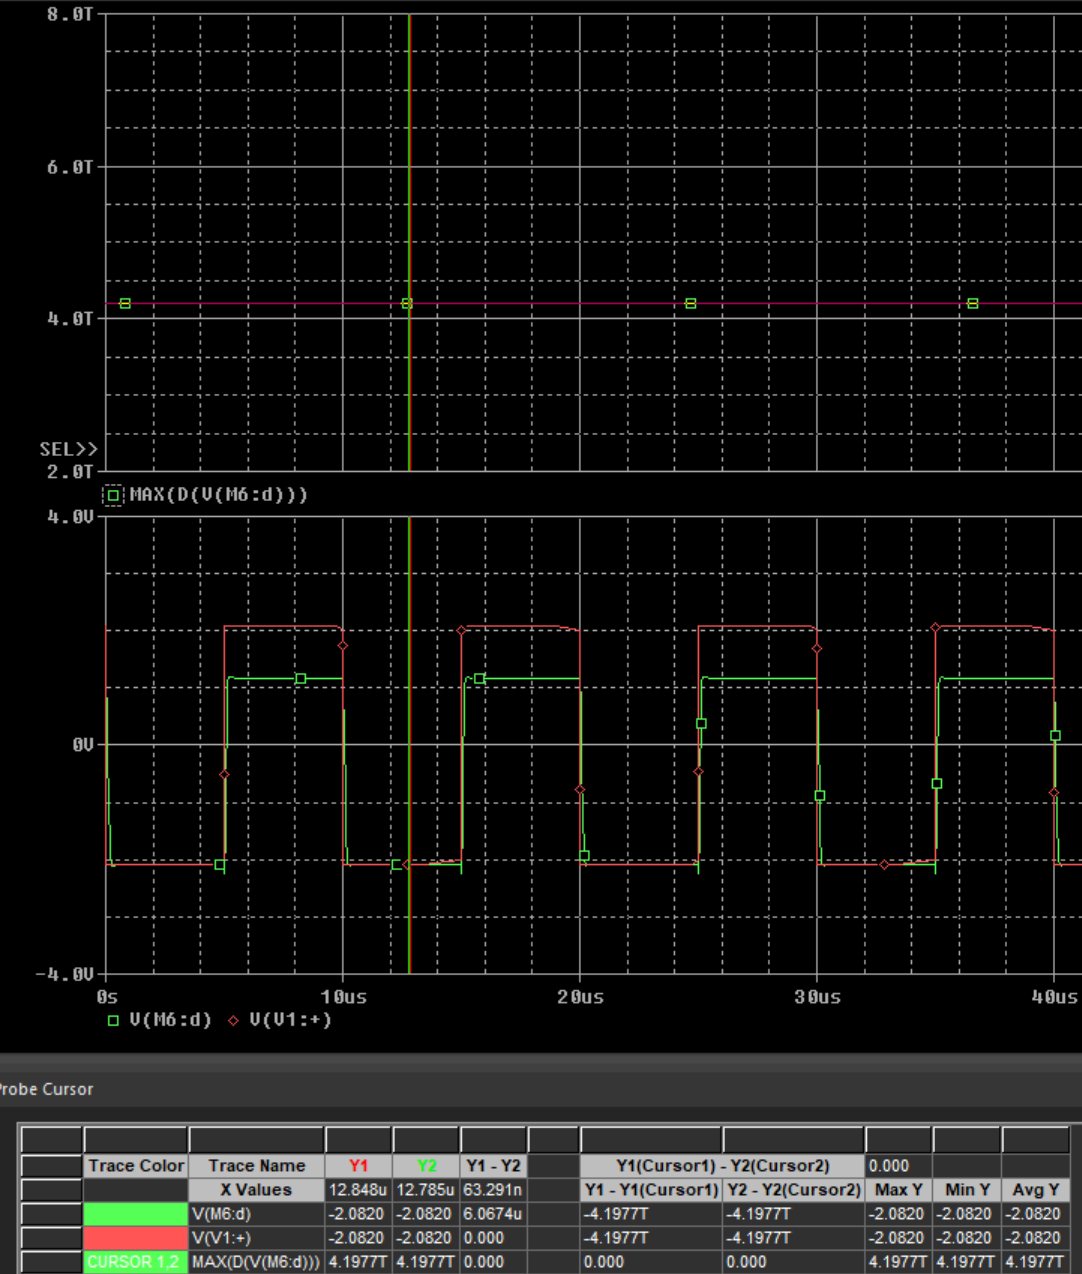 8.0T
6.0T
4.0T
SEL>>
2.0T
MAX(D(V(M6:d)))
4.0V
0V
-4.0V
0s 10us 20us 30us 40us
V(M6:d) V(V1:+)
Probe Cursor
Trace Color Trace Name Y1 Y2 Y1 - Y2 Y1(Cursor1) - Y2(Cursor2) 0.000
X Values 12.848u 12.785u 63.291n Y1 - Y1(Cursor1) Y2 - Y2(Cursor2) Max Y Min Y Avg Y
V(M6:d) -2.0820 -2.0820 6.0674u -4.1977T -4.1977T -2.0820 -2.0820 -2.0820
V(V1:+) -2.0820 -2.0820 0.000 -4.1977T -4.1977T -2.0820 -2.0820 -2.0820
CURSOR 1,2 MAX(D(V(M6:d))) 4.1977T 4.1977T 0.000 0.000 0.000 4.1977T 4.1977T 4.1977T